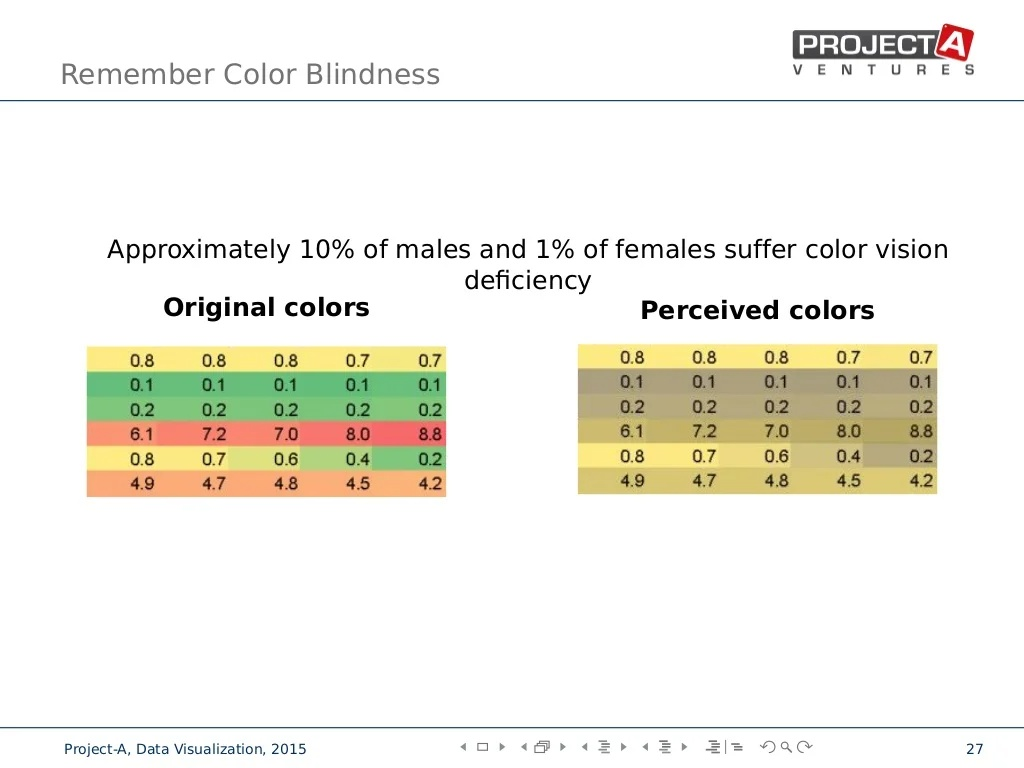 Remember Color Blindness
PROJECT A
VENTURES
Approximately 10% of males and 1% of females suffer color vision
deficiency
Original colors
0.8 0.8 0.8 0.7 0.7
0.1 0.1 0.1 0.1 0.1
0.2 0.2 0.2 0.2 0.2
6.1 7.2 7.0 8.0 8.8
0.8 0.7 0.6 0.4 0.2
4.9 4.7 4.8 4.5 4.2
Perceived colors
0.8 0.8 0.8 0.7 0.7
0.1 0.1 0.1 0.1 0.1
0.2 0.2 0.2 0.2 0.2
6.1 7.2 7.0 8.0 8.8
0.8 0.7 0.6 0.4 0.2
4.9 4.7 4.8 4.5 4.2
Project-A, Data Visualization, 2015
27